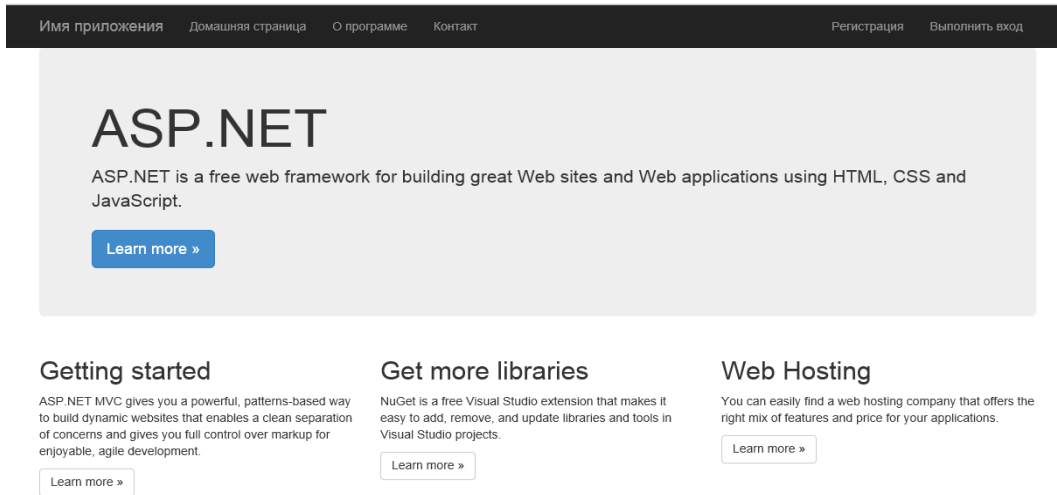 Имя приложения Домашняя страница О программе Контакт Регистрация Выполнить вход
ASP.NET
ASP.NET is a free web framework for building great Web sites and Web applications using HTML, CSS and
JavaScript.
Learn more »
Getting started
ASP.NET MVC gives you a powerful, patterns-based way
to build dynamic websites that enables a clean separation
of concerns and gives you full control over markup for
enjoyable, agile development.
Learn more »
Get more libraries
NuGet is a free Visual Studio extension that makes it
easy to add, remove, and update libraries and tools in
Visual Studio projects.
Learn more »
Web Hosting
You can easily find a web hosting company that offers the
right mix of features and price for your applications.
Learn more »